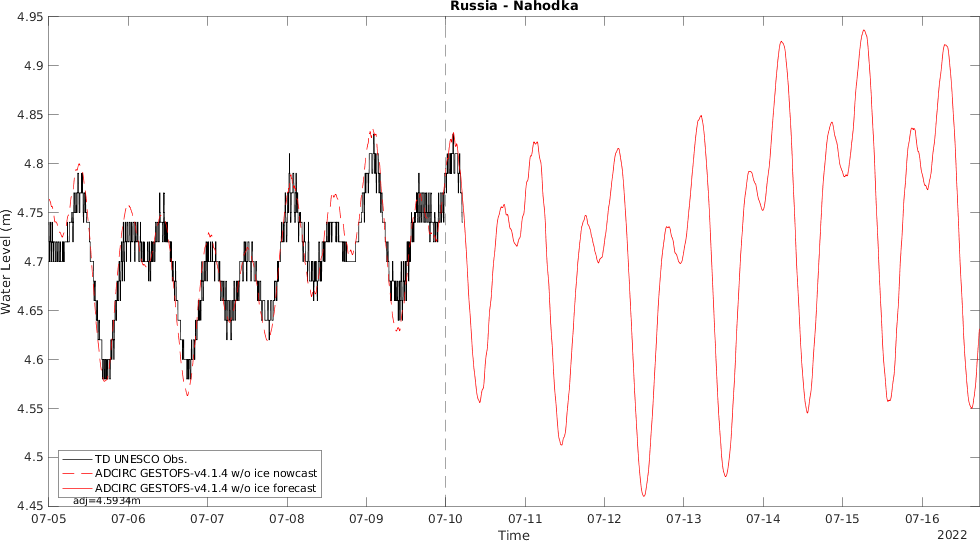 Russia - Nahodka
4.95
4.9
4.85
4.8
4.75
4.7
4.65
4.6
4.55
4.5
4.45
Water Level (m)
TD UNESCO Obs.
ADCIRC GESTOFS-v4.1.4 w/o ice nowcast
ADCIRC GESTOFS-v4.1.4 w/o ice forecast
adj=4.5934m
07-05 07-06 07-07 07-08 07-09 07-10 07-11 07-12 07-13 07-14 07-15 07-16
Time
2022